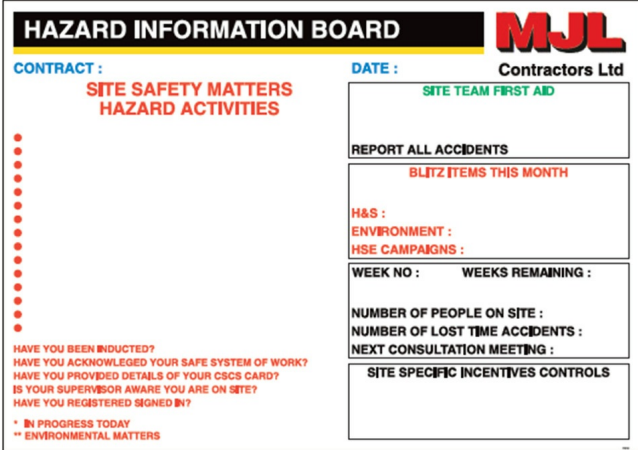 HAZARD INFORMATION BOARD
MJL
Contractors Ltd
CONTRACT :
DATE :
SITE SAFETY MATTERS
HAZARD ACTIVITIES
HAVE YOU BEEN INDUCTED?
HAVE YOU ACKNOWLEGED YOUR SAFE SYSTEM OF WORK?
HAVE YOU PROVIDED DETAILS OF YOUR CSCS CARD?
IS YOUR SUPERVISOR AWARE YOU ARE ON SITE?
HAVE YOU REGISTERED SIGNED IN?
* IN PROGRESS TODAY
** ENVIRONMENTAL MATTERS
SITE TEAM FIRST AID
REPORT ALL ACCIDENTS
BLITZ ITEMS THIS MONTH
H&S :
ENVIRONMENT :
HSE CAMPAIGNS :
WEEK NO : WEEKS REMAINING :
NUMBER OF PEOPLE ON SITE :
NUMBER OF LOST TIME ACCIDENTS :
NEXT CONSULTATION MEETING :
SITE SPECIFIC INCENTIVES CONTROLS